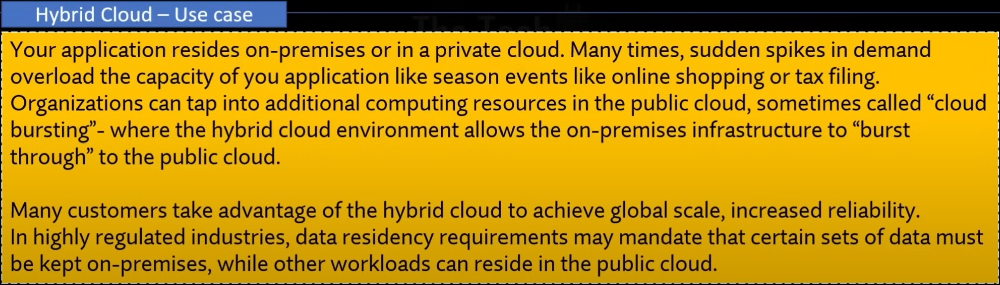 Hybrid Cloud – Use case
Your application resides on-premises or in a private cloud. Many times, sudden spikes in demand
overload the capacity of you application like season events like online shopping or tax filing.
Organizations can tap into additional computing resources in the public cloud, sometimes called “cloud
bursting”- where the hybrid cloud environment allows the on-premises infrastructure to “burst
through” to the public cloud.
Many customers take advantage of the hybrid cloud to achieve global scale, increased reliability.
In highly regulated industries, data residency requirements may mandate that certain sets of data must
be kept on-premises, while other workloads can reside in the public cloud.